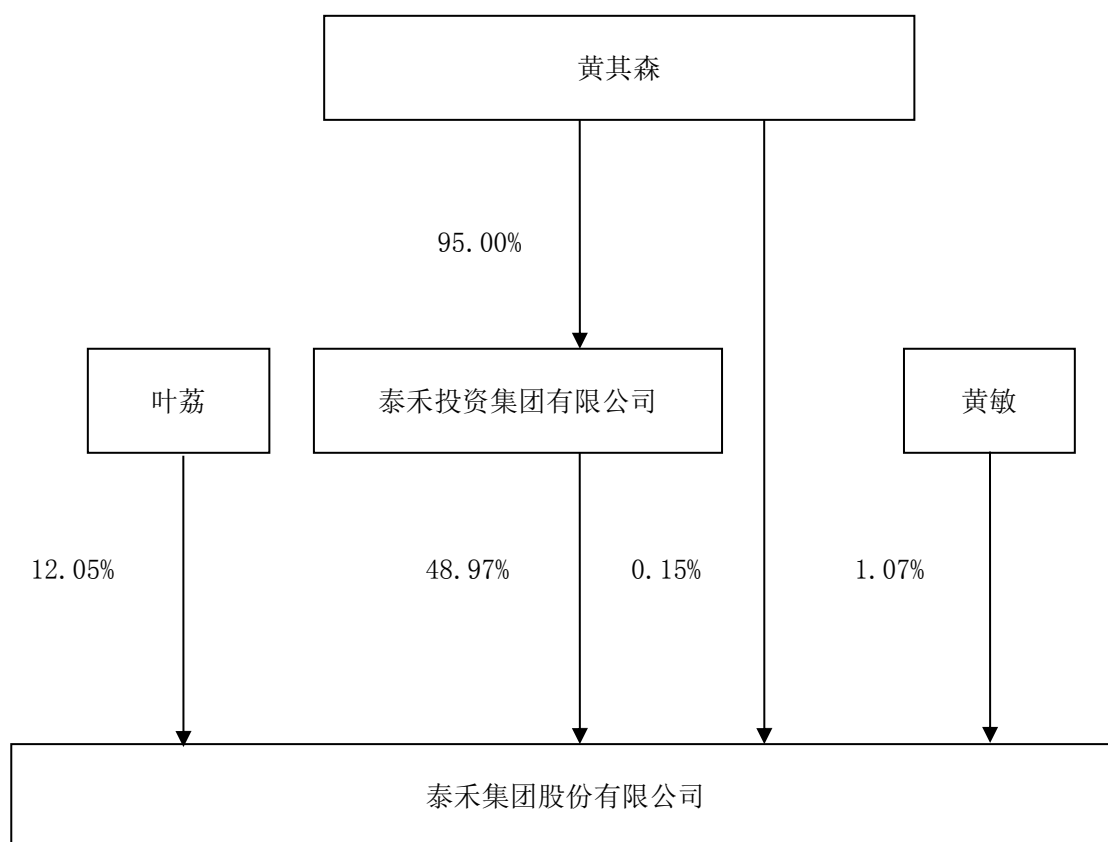 黄其森
95.00%
叶荔
泰禾投资集团有限公司
黄敏
12.05%
48.97%
0.15%
1.07%
泰禾集团股份有限公司